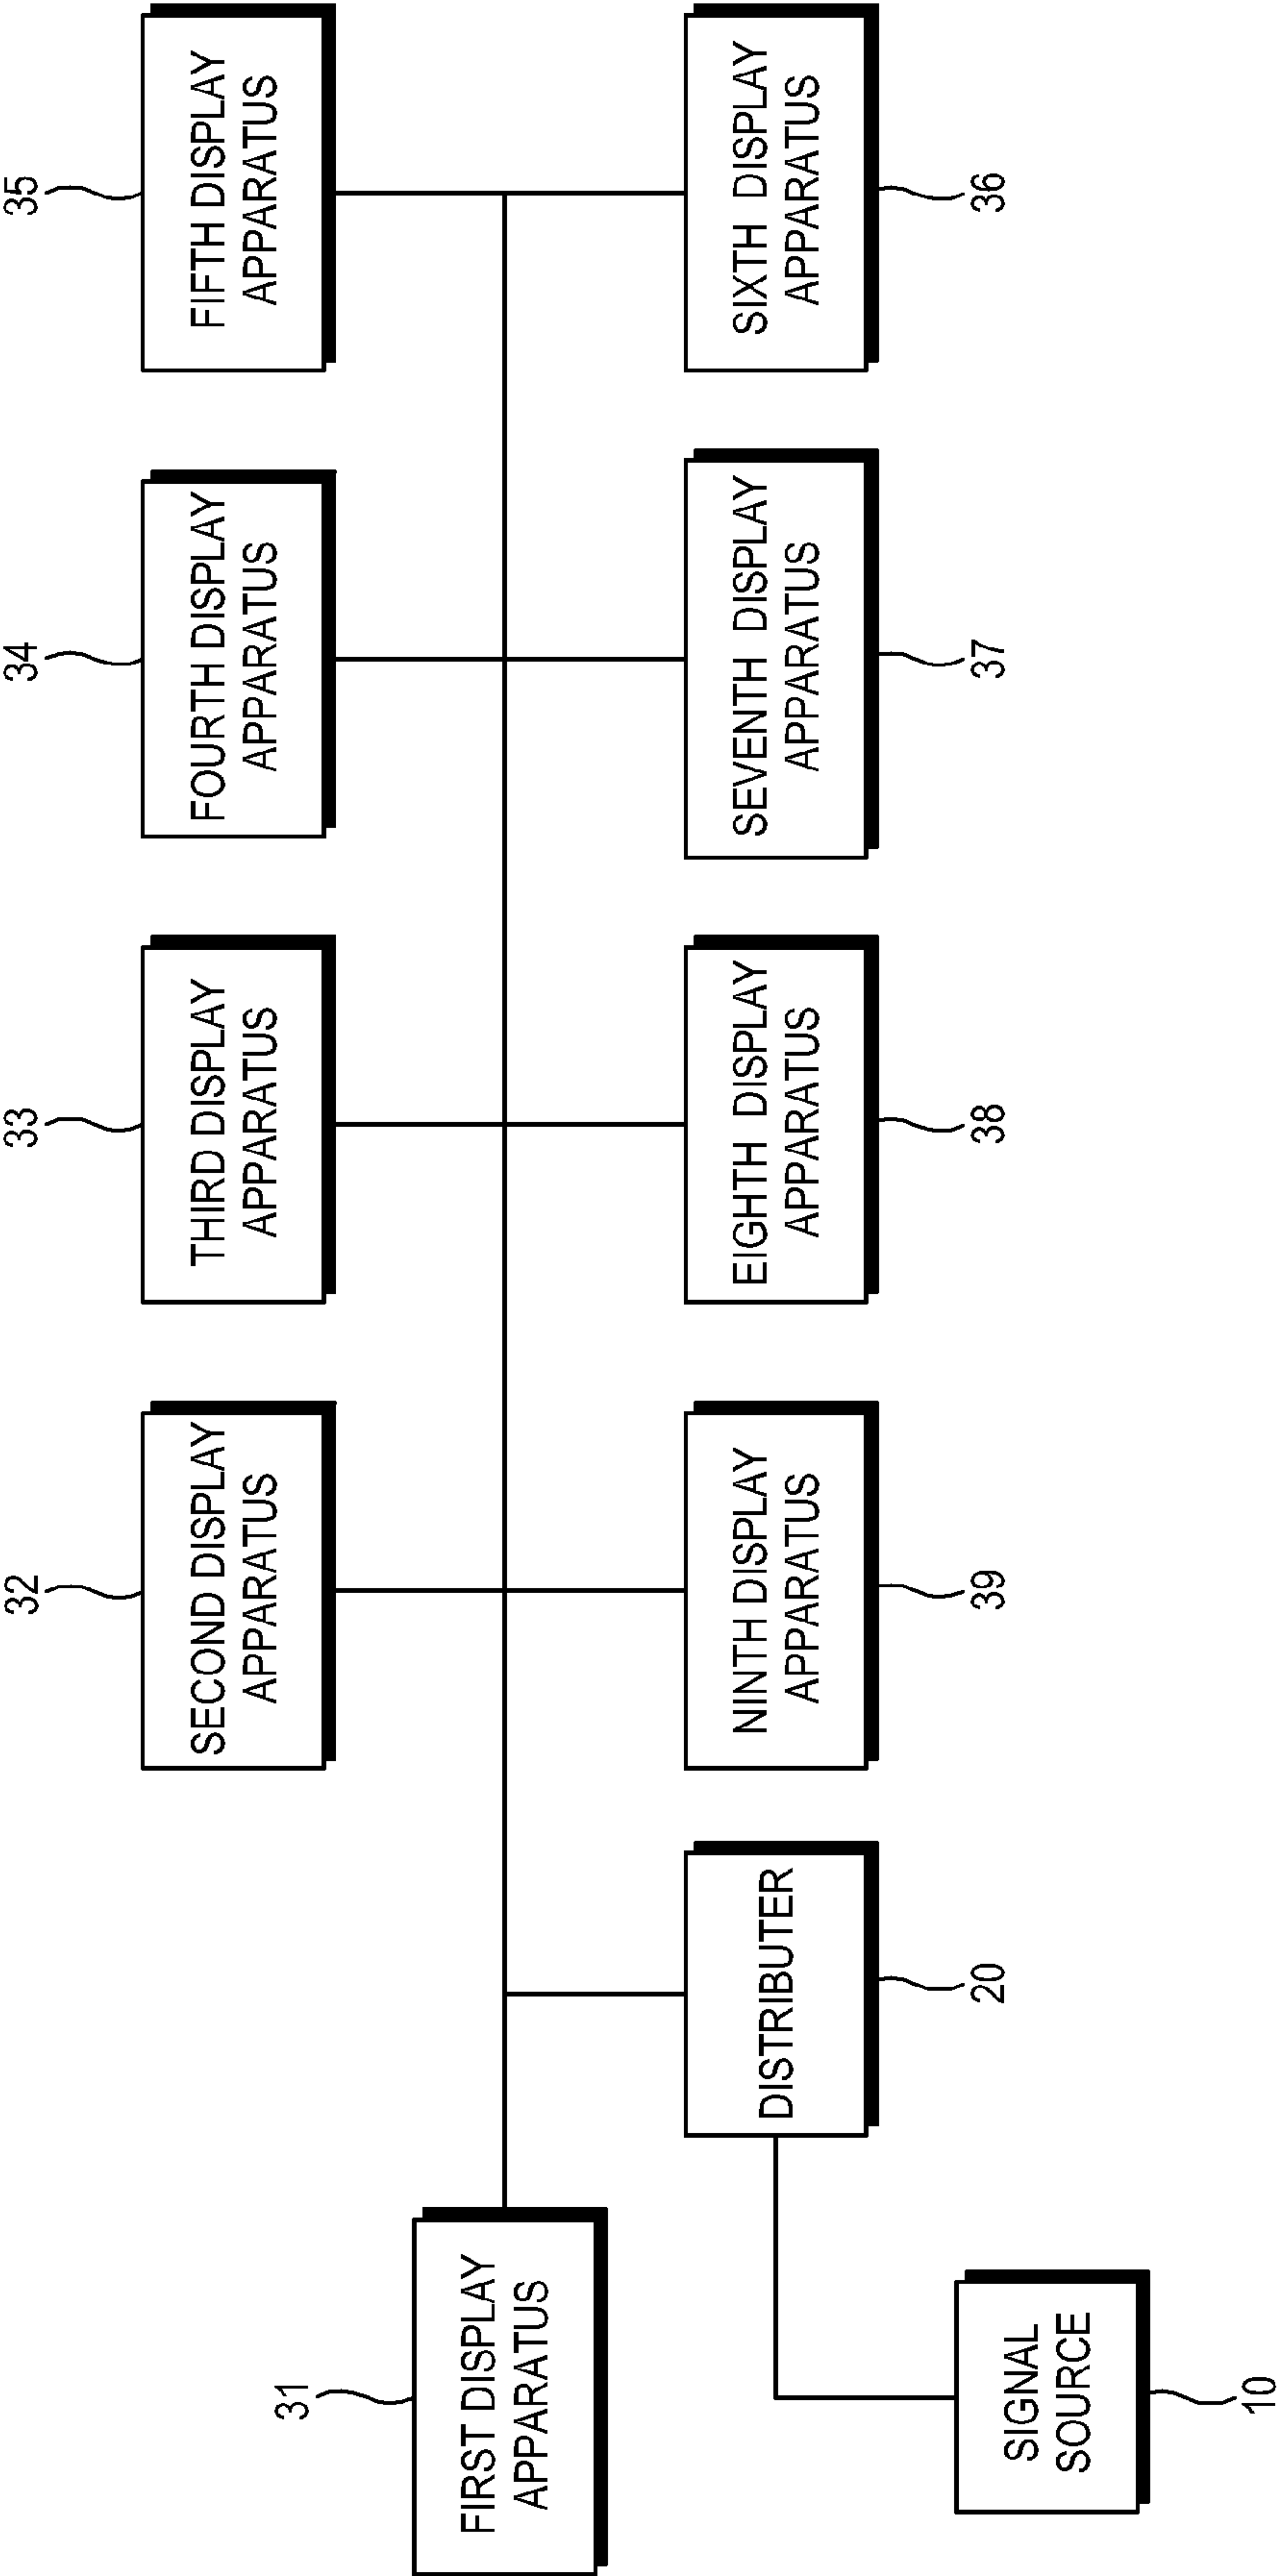 31
FIRST DISPLAY
APPARATUS
32
SECOND DISPLAY
APPARATUS
33
THIRD DISPLAY
APPARATUS
34
FOURTH DISPLAY
APPARATUS
35
FIFTH DISPLAY
APPARATUS
SIGNAL
SOURCE
10
DISTRIBUTER
20
NINTH DISPLAY
APPARATUS
39
EIGHTH DISPLAY
APPARATUS
38
SEVENTH DISPLAY
APPARATUS
37
SIXTH DISPLAY
APPARATUS
36